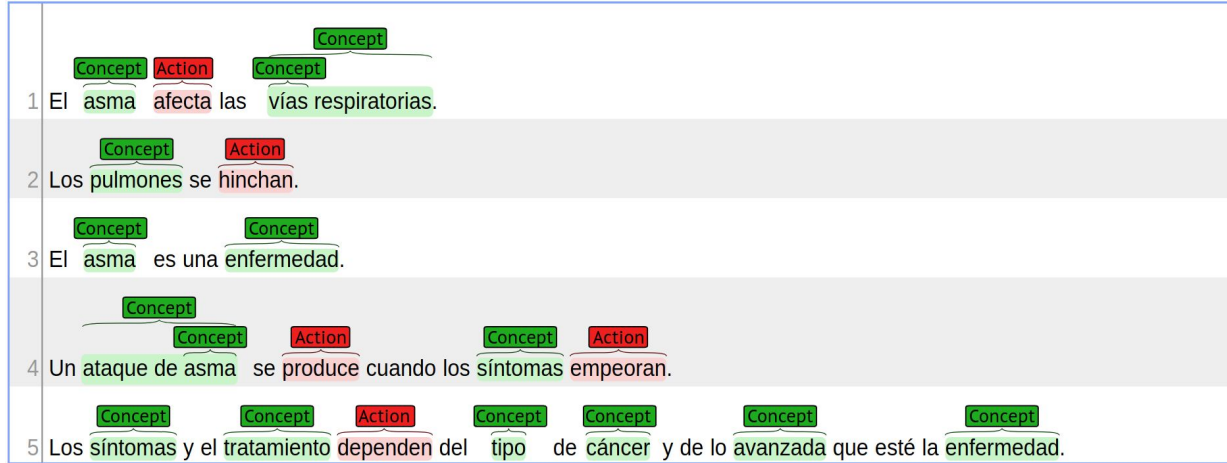 Concept
Concept Action Concept
1 El asma afecta las vías respiratorias.
Concept Action
2 Los pulmones se hinchan.
Concept Concept
3 El asma es una enfermedad.
Concept
Concept Action Concept Action
4 Un ataque de asma se produce cuando los síntomas empeoran.
Concept Concept Action Concept Concept Concept Concept
5 Los síntomas y el tratamiento dependen del tipo de cáncer y de lo avanzada que esté la enfermedad.